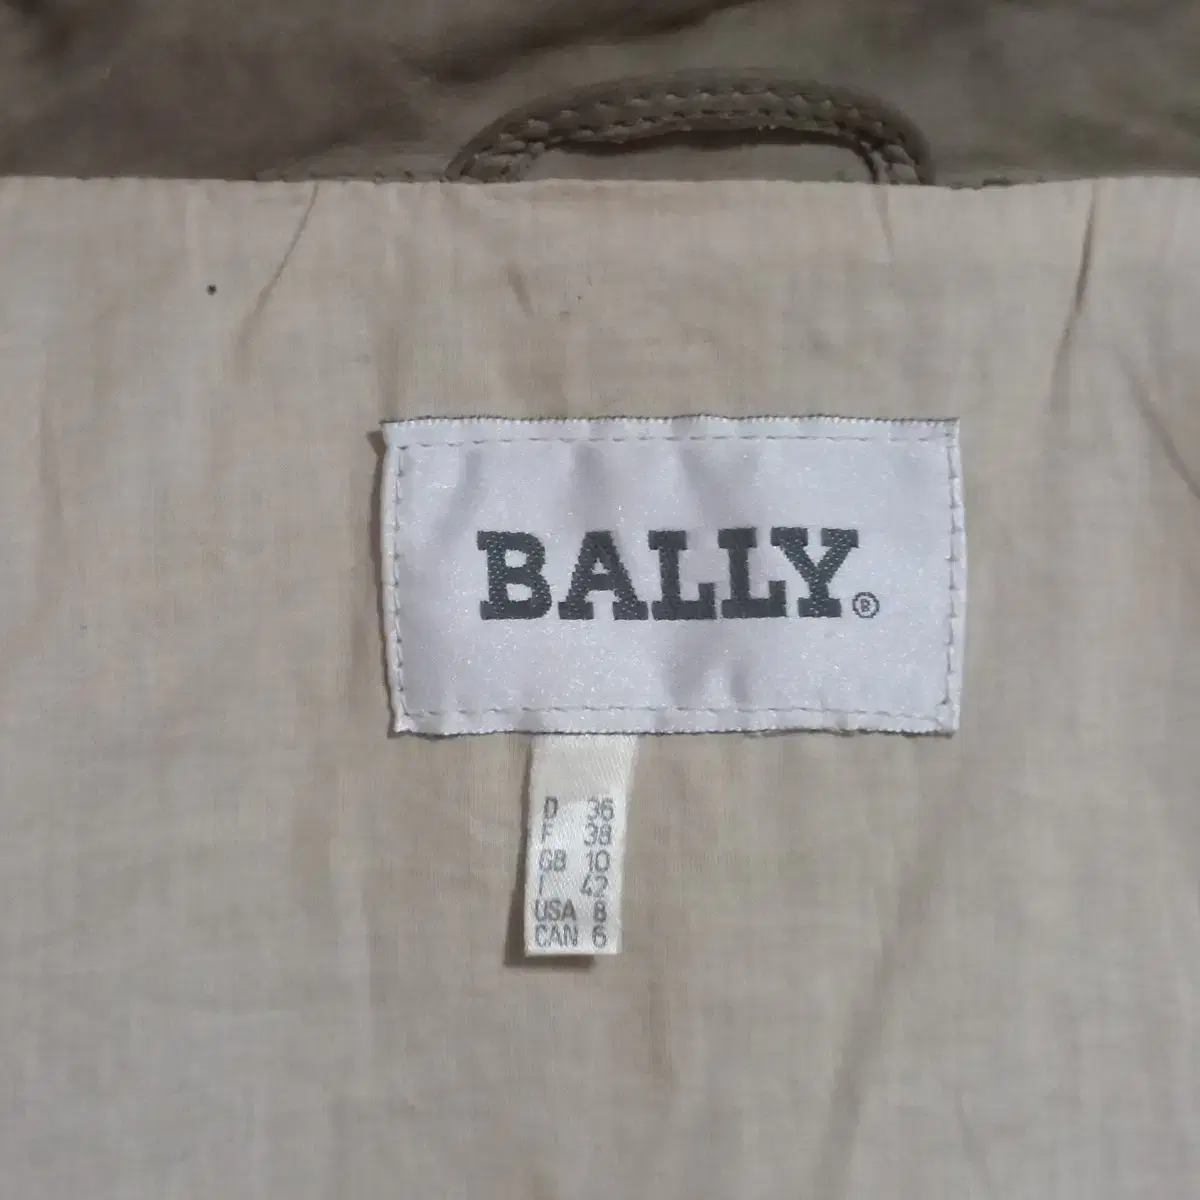 BALLY®
D 36
F 38
GB 10
I 42
USA 8
CAN 6